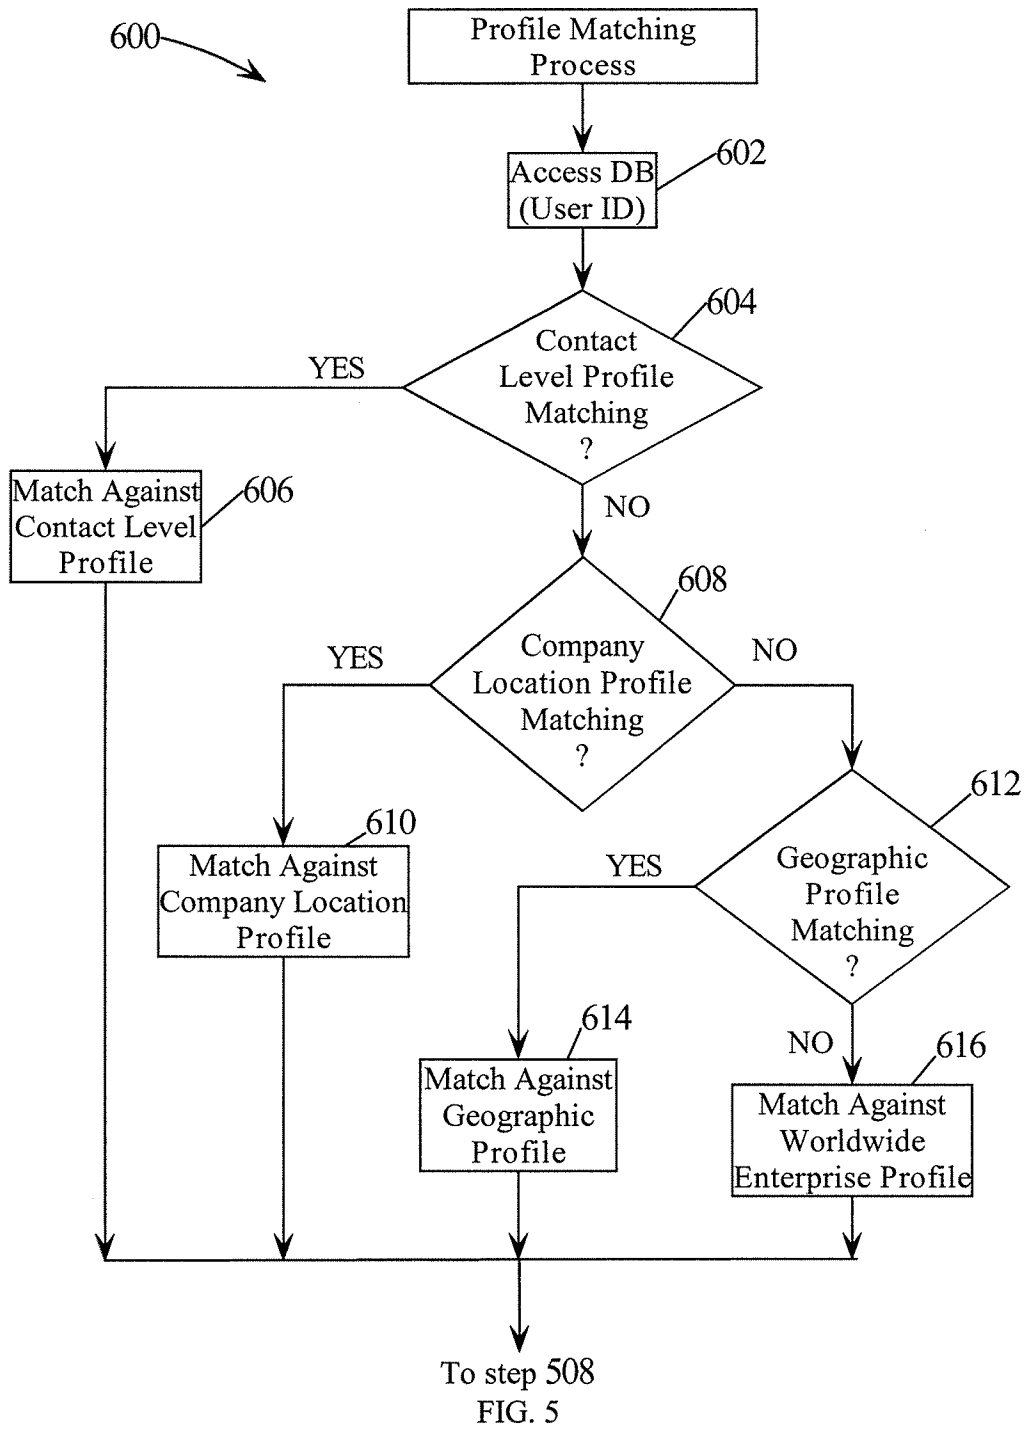 600
Profile Matching
Process
602
Access DB
(User ID)
604
Contact
Level Profile
Matching
?
YES
NO
606
Match Against
Contact Level
Profile
608
Company
Location Profile
Matching
?
YES
NO
610
Match Against
Company Location
Profile
612
Geographic
Profile
Matching
?
YES
NO
614
Match Against
Geographic
Profile
616
Match Against
Worldwide
Enterprise Profile
To step 508
FIG. 5